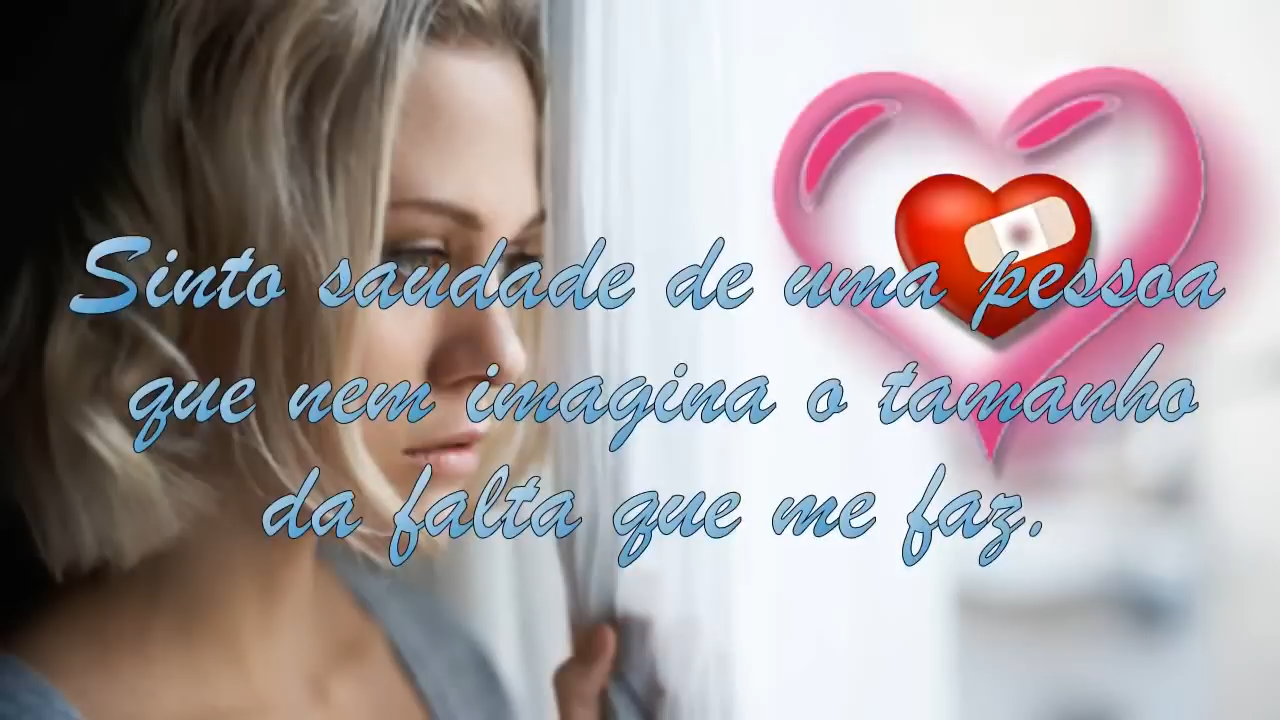 Sinto saudade de uma pessoa
que nem imagina o tamanho
da falta que me faz.